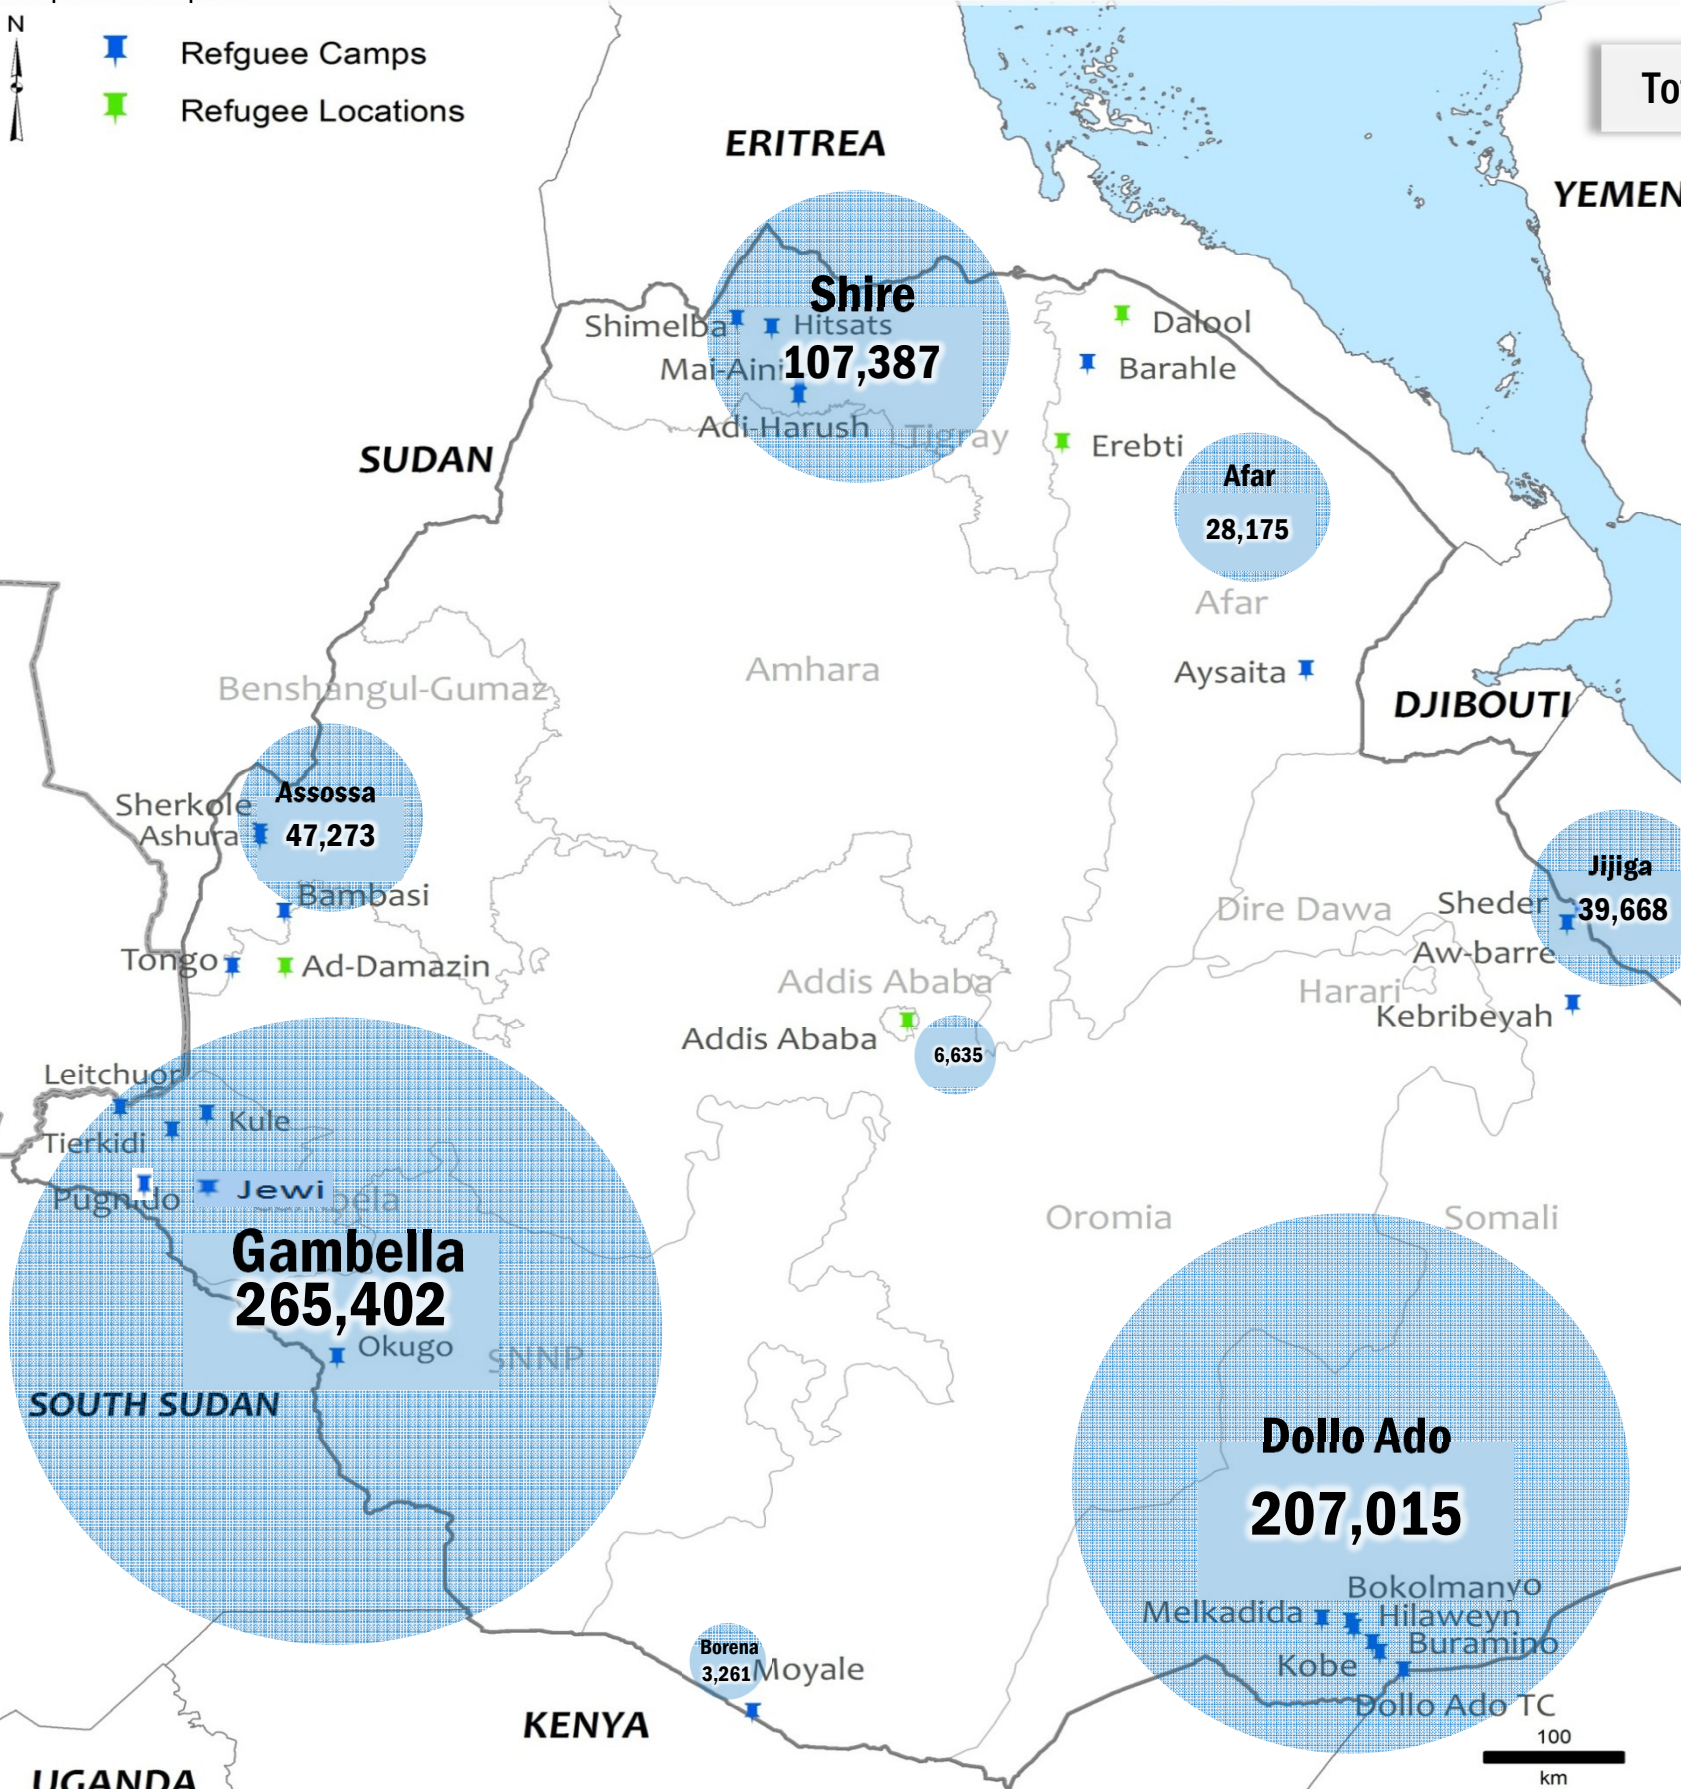 N
Refguee Camps
Refugee Locations
To
ERITREA
YEMEN
Shire
Shimelba
Hitsats
Dalool
Mai-Aini
107,387
Barahle
Adi-Harush
Tigray
Erebti
SUDAN
Afar
28,175
Afar
Amhara
Aysaita
Benshangul-Gumaz
DJIBOUTI
Assossa
Sherkole
Ashura
47,273
Jijiga
Bambasi
Sheder
39,668
Dire Dawa
Aw-barre
Tongo
Ad-Damazin
Addis Ababa
Harari
Kebribeyah
Addis Ababa
6,635
Leitchuor
Kule
Tierkidi
Pugnido
Jewi
bela
Oromia
Somali
Gambella
265,402
Okugo
SNNP
SOUTH SUDAN
Dollo Ado
207,015
Bokolmanyo
Melkadida
Hilaweyn
Buramino
Kobe
Borena
3,261
Moyale
Dollo Ado TC
KENYA
100
km
UGANDA